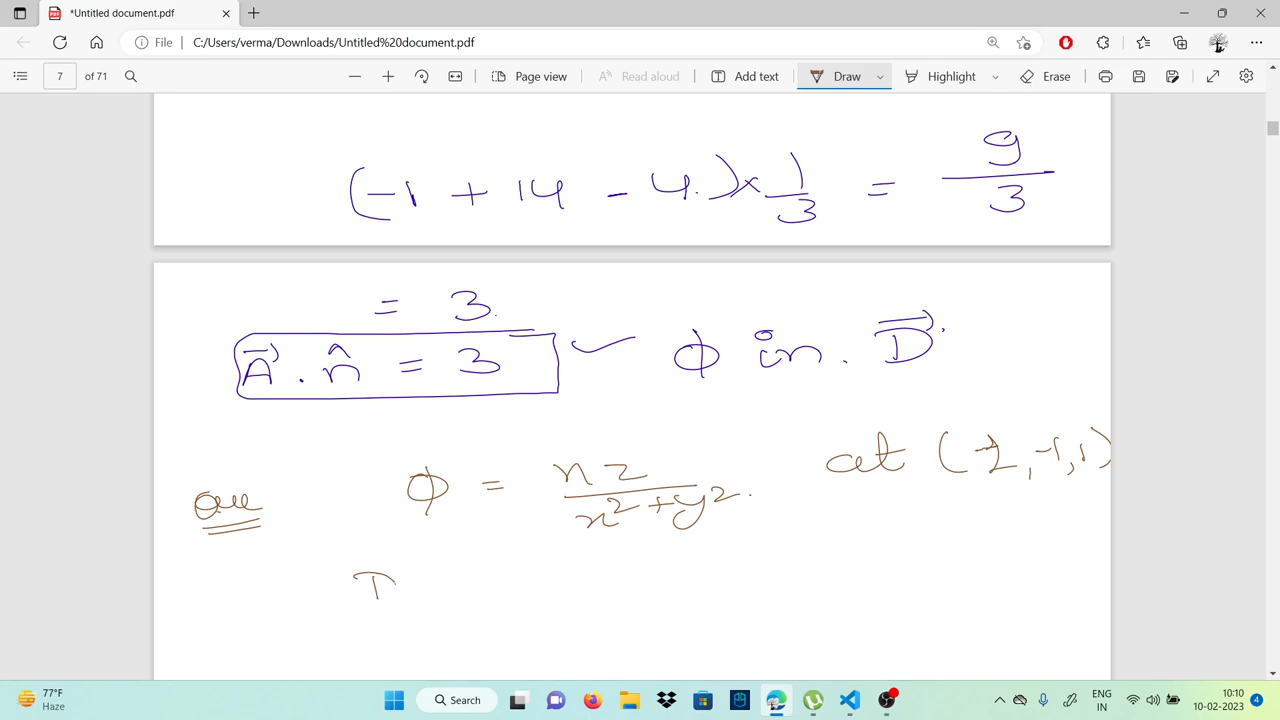 *Untitled document.pdf
File C:/Users/verma/Downloads/Untitled%20document.pdf
7 of 71 Page view Read aloud Add text Draw Highlight Erase
(-1 + 14 - 4.) × 1/3 = 9/3
= 3.
A⃗ . n̂ = 3 ✓ ϕ in. D⃗.
Que ϕ = xz/(x²+y². at (-2, -1, 1)
T
77°F
Haze
Search
ENG
IN
10:10
10-02-2023
4